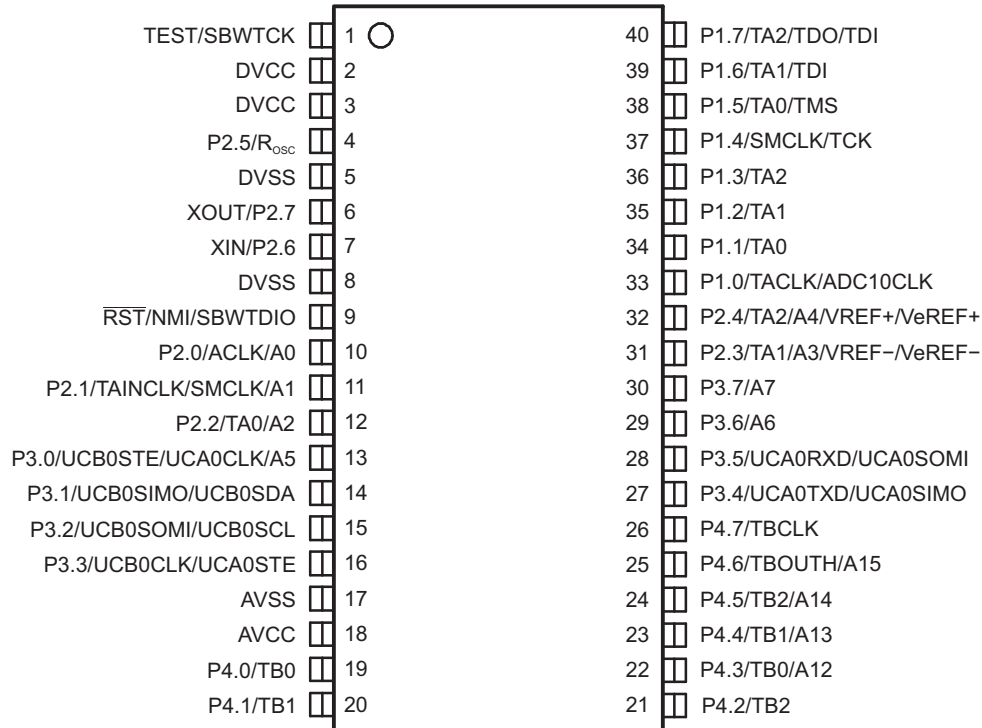 TEST/SBWTCK 1 40 P1.7/TA2/TDO/TDI
DVCC 2 39 P1.6/TA1/TDI
DVCC 3 38 P1.5/TA0/TMS
P2.5/ROSC 4 37 P1.4/SMCLK/TCK
DVSS 5 36 P1.3/TA2
XOUT/P2.7 6 35 P1.2/TA1
XIN/P2.6 7 34 P1.1/TA0
DVSS 8 33 P1.0/TACLK/ADC10CLK
RST/NMI/SBWTDIO 9 32 P2.4/TA2/A4/VREF+/VeREF+
P2.0/ACLK/A0 10 31 P2.3/TA1/A3/VREF−/VeREF−
P2.1/TAINCLK/SMCLK/A1 11 30 P3.7/A7
P2.2/TA0/A2 12 29 P3.6/A6
P3.0/UCB0STE/UCA0CLK/A5 13 28 P3.5/UCA0RXD/UCA0SOMI
P3.1/UCB0SIMO/UCB0SDA 14 27 P3.4/UCA0TXD/UCA0SIMO
P3.2/UCB0SOMI/UCB0SCL 15 26 P4.7/TBCLK
P3.3/UCB0CLK/UCA0STE 16 25 P4.6/TBOUTH/A15
AVSS 17 24 P4.5/TB2/A14
AVCC 18 23 P4.4/TB1/A13
P4.0/TB0 19 22 P4.3/TB0/A12
P4.1/TB1 20 21 P4.2/TB2